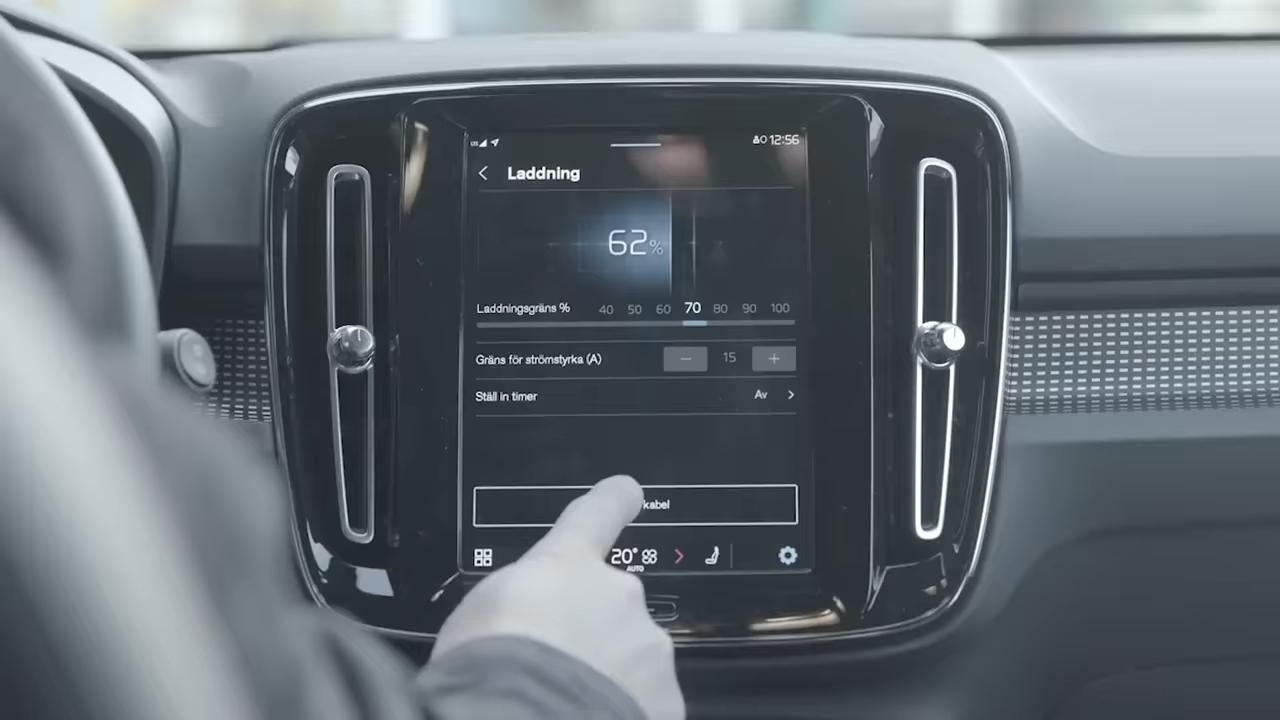 12:56
Laddning
62%
Laddningsgräns % 40 50 60 70 80 90 100
Gräns för strömstyrka (A) − 15 +
Ställ in timer Av
kabel
20°
AUTO